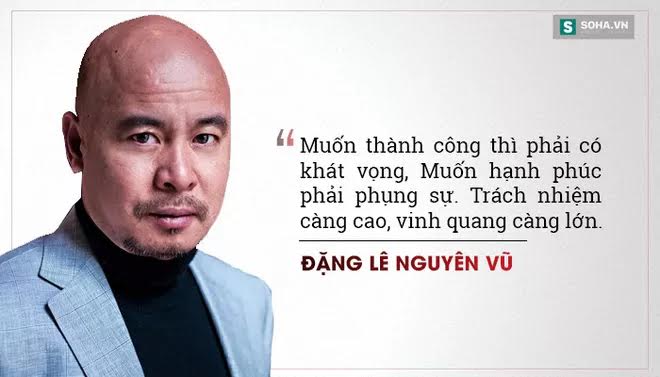 SOHA.VN
“ Muốn thành công thì phải có
khát vọng, Muốn hạnh phúc
phải phụng sự. Trách nhiệm
càng cao, vinh quang càng lớn.
ĐẶNG LÊ NGUYÊN VŨ